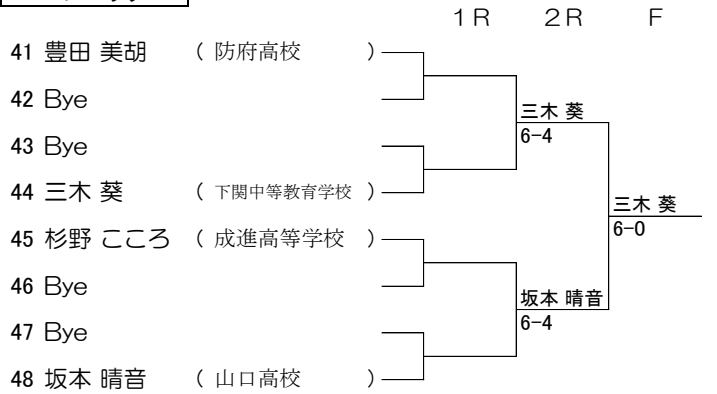 1R 2R F
41 豊田 美胡 ( 防府高校 )
42 Bye
三木 葵
43 Bye
6-4
44 三木 葵 ( 下関中等教育学校 )
三木 葵
45 杉野 こころ ( 成進高等学校 )
6-0
46 Bye
坂本 晴音
47 Bye
6-4
48 坂本 晴音 ( 山口高校 )